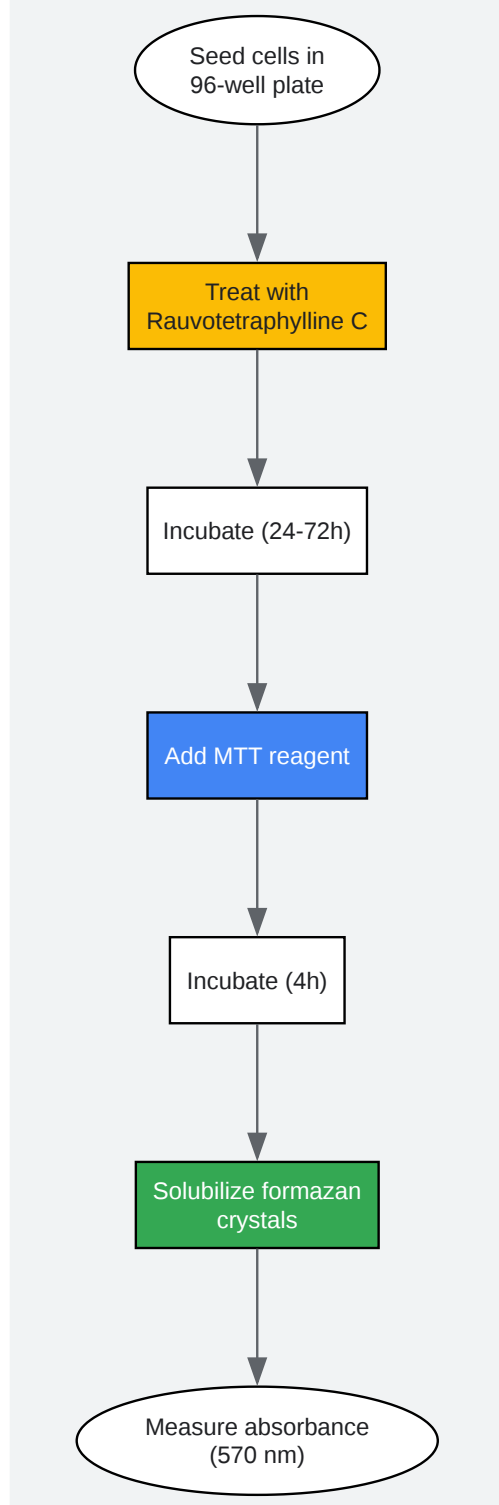 Seed cells in
96-well plate
Treat with
Rauvotetraphylline C
Incubate (24-72h)
Add MTT reagent
Incubate (4h)
Solubilize formazan
crystals
Measure absorbance
(570 nm)